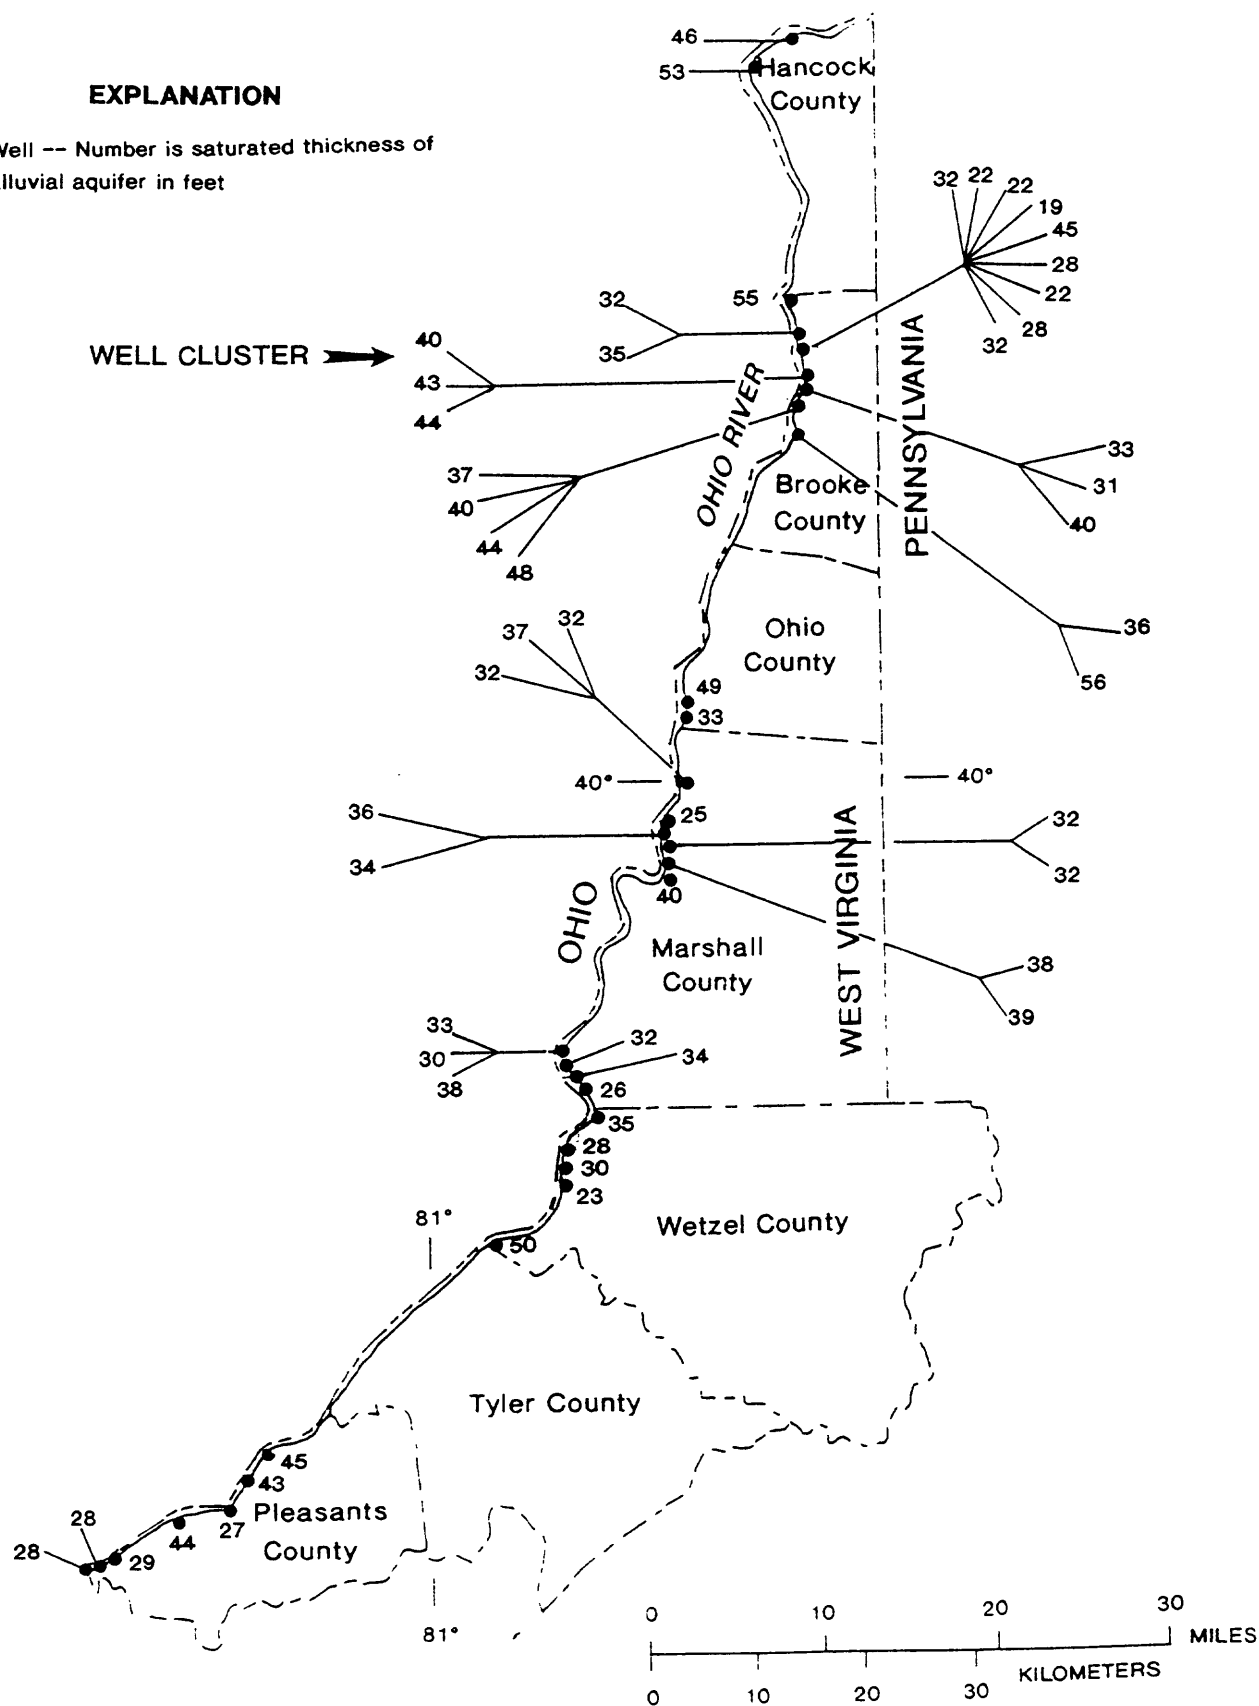 46
53
Hancock
County
EXPLANATION
Well -- Number is saturated thickness of
lluvial aquifer in feet
32
22
22
19
45
28
22
28
32
55
32
35
WELL CLUSTER
40
43
44
OHIO RIVER
PENNSYLVANIA
37
40
44
48
Brooke
County
33
31
40
36
56
32
37
32
Ohio
County
49
33
40°
40°
36
34
25
32
32
40
OHIO
WEST VIRGINIA
Marshall
County
38
39
33
30
38
32
34
26
35
28
30
23
81°
50
Wetzel County
Tyler County
45
43
27
Pleasants
County
44
28
28
29
81°
0 10 20 30
MILES
KILOMETERS
0 10 20 30